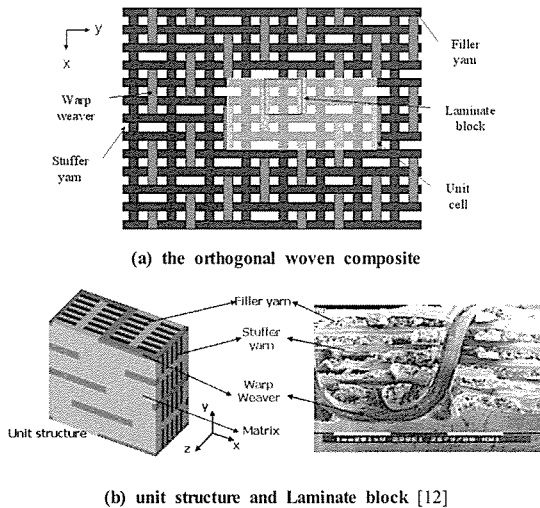 y
x
Filler
yarn
Warp
weaver
Laminate
block
Stuffer
yarn
Unit
cell
(a) the orthogonal woven composite
Filler yarn
Stuffer
yarn
Warp
Weaver
Matrix
y
z
x
Unit structure
(b) unit structure and Laminate block [12]